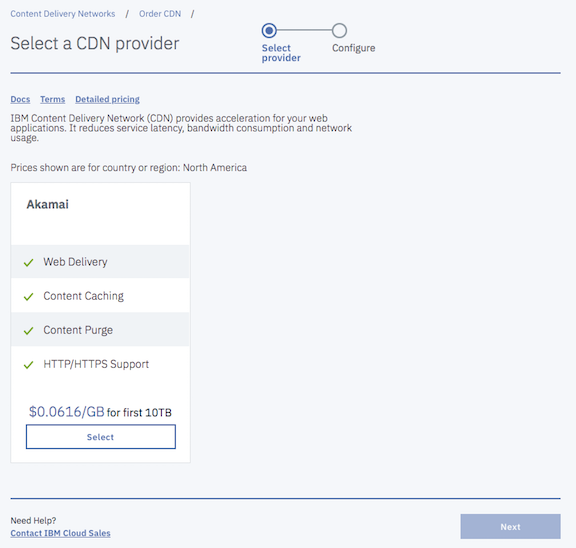 Content Delivery Networks / Order CDN /
Select a CDN provider
Select
provider
Configure
Docs Terms Detailed pricing
IBM Content Delivery Network (CDN) provides acceleration for your web
applications. It reduces service latency, bandwidth consumption and network
usage.
Prices shown are for country or region: North America
Akamai
Web Delivery
Content Caching
Content Purge
HTTP/HTTPS Support
$0.0616/GB for first 10TB
Select
Need Help?
Contact IBM Cloud Sales
Next